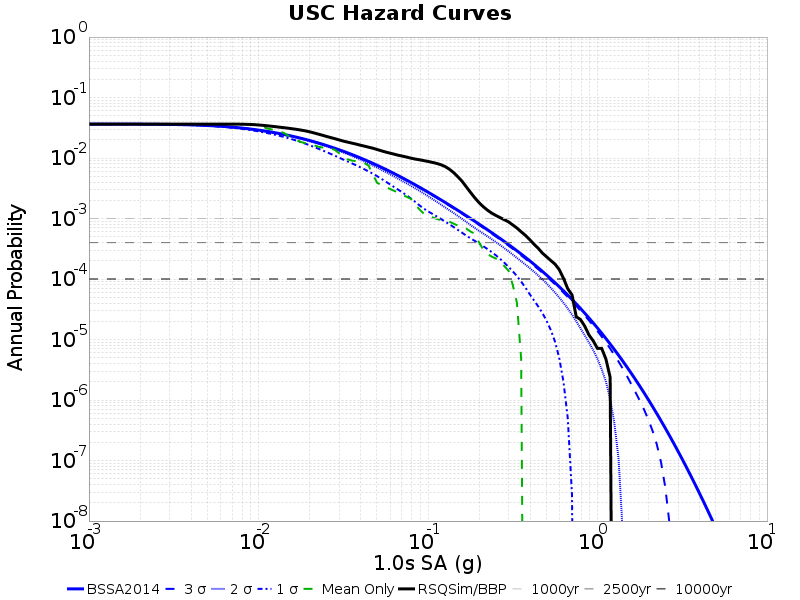 USC Hazard Curves
10^0
10^-1
10^-2
10^-3
10^-4
10^-5
10^-6
10^-7
10^-8
Annual Probability
10^-3 10^-2 10^-1 10^0 10^1
1.0s SA (g)
BSSA2014 3 σ 2 σ 1 σ Mean Only RSQSim/BBP 1000yr 2500yr 10000yr